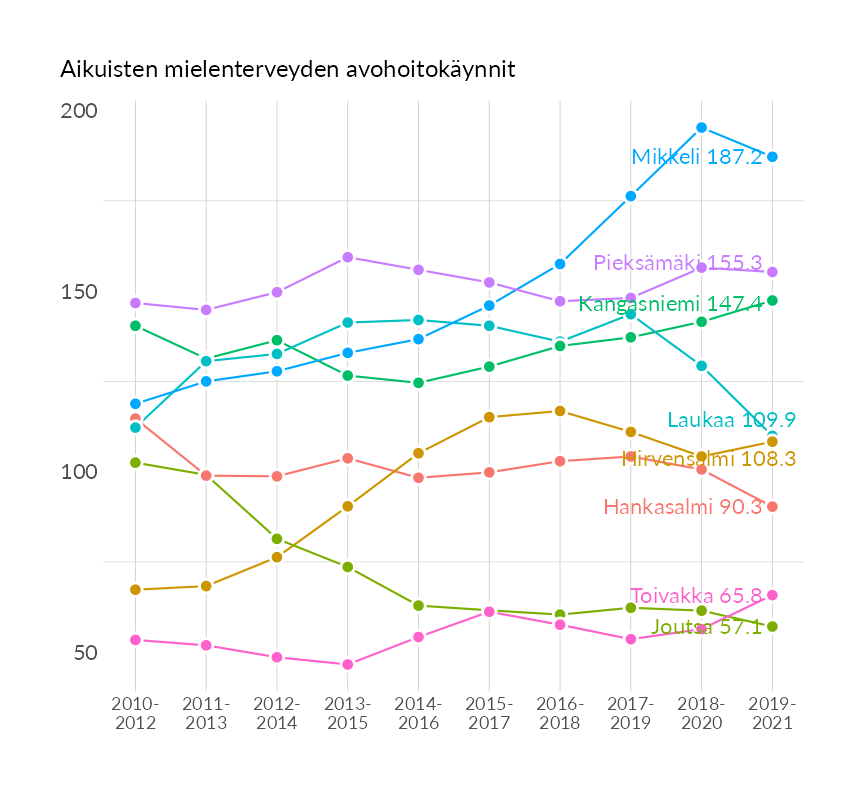 Aikuisten mielenterveyden avohoitokäynnit
200
Mikkeli 187.2
Pieksämäki 155.3
150
Kangasniemi 147.4
Laukaa 109.9
Hirvensalmi 108.3
100
Hankasalmi 90.3
Toivakka 65.8
Joutsa 57.1
50
2010- 2011- 2012- 2013- 2014- 2015- 2016- 2017- 2018- 2019-
2012 2013 2014 2015 2016 2017 2018 2019 2020 2021